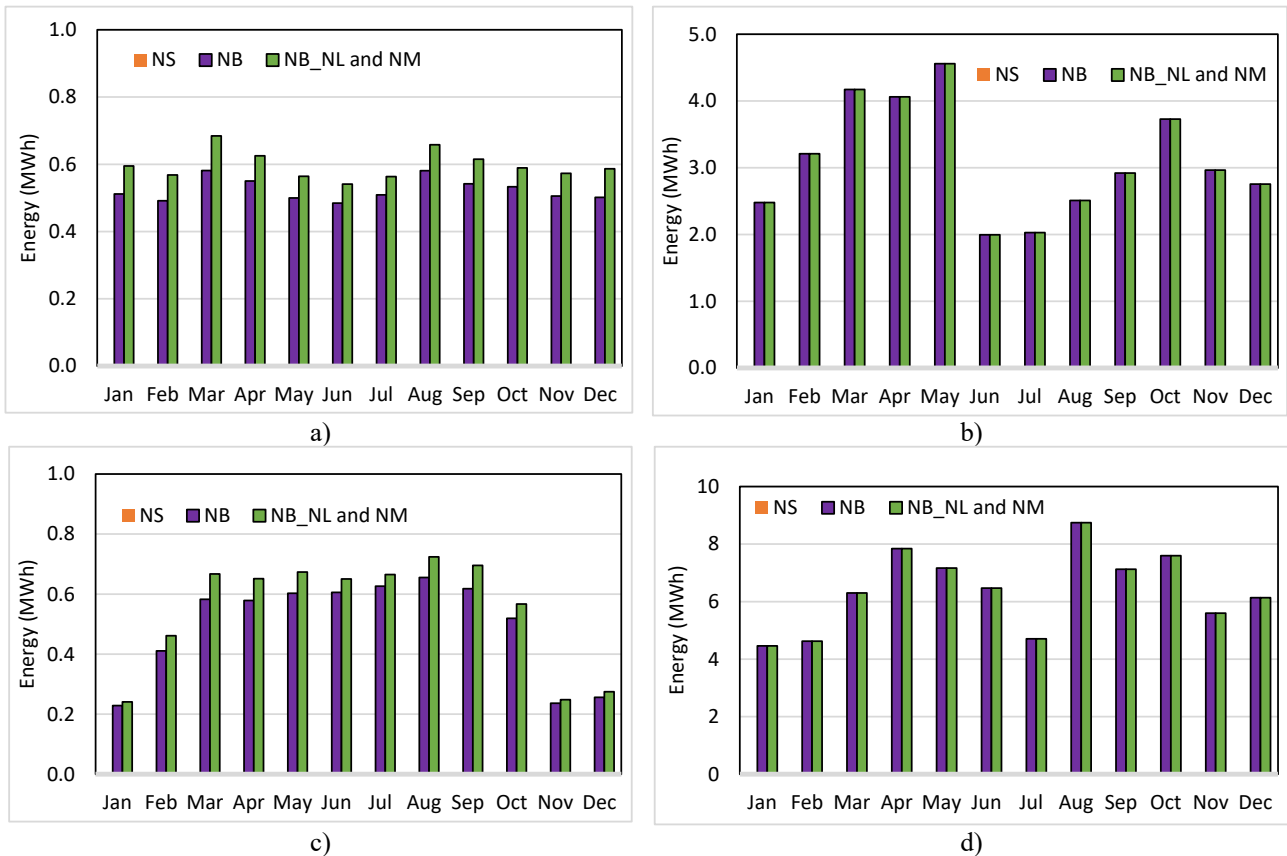 1.0
0.8
0.6
0.4
0.2
0.0
Energy (MWh)
NS NB NB_NL and NM
Jan Feb Mar Apr May Jun Jul Aug Sep Oct Nov Dec
a)
5.0
4.0
3.0
2.0
1.0
0.0
Energy (MWh)
NS NB NB_NL and NM
Jan Feb Mar Apr May Jun Jul Aug Sep Oct Nov Dec
b)
1.0
0.8
0.6
0.4
0.2
0.0
Energy (MWh)
NS NB NB_NL and NM
Jan Feb Mar Apr May Jun Jul Aug Sep Oct Nov Dec
c)
10
8
6
4
2
0
Energy (MWh)
NS NB NB_NL and NM
Jan Feb Mar Apr May Jun Jul Aug Sep Oct Nov Dec
d)